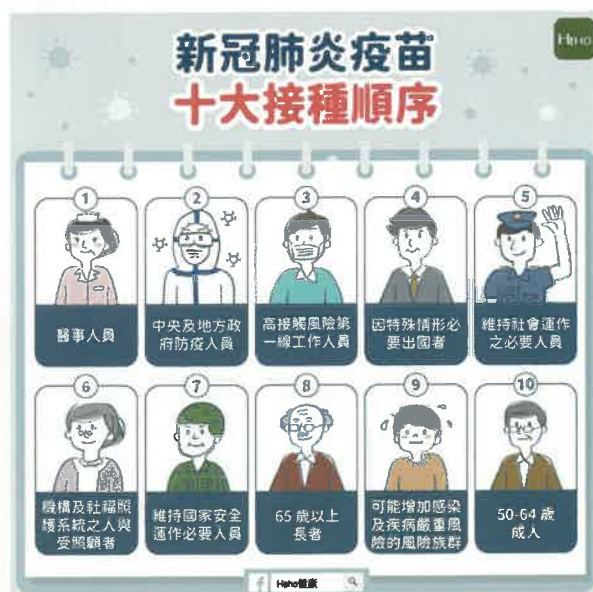 Heho
新冠肺炎疫苗
十大接種順序
1
醫事人員
2
中央及地方政
府防疫人員
3
高接觸風險第
一線工作人員
4
因特殊情形必
要出國者
5
維持社會運作
之必要人員
6
機構及社福照
護系統之人與
受照顧者
7
維持國家安全
運作必要人員
8
65 歲以上
長者
9
可能增加感染
及疾病嚴重風
險的風險族群
10
50-64 歲
成人
f
Heho健康